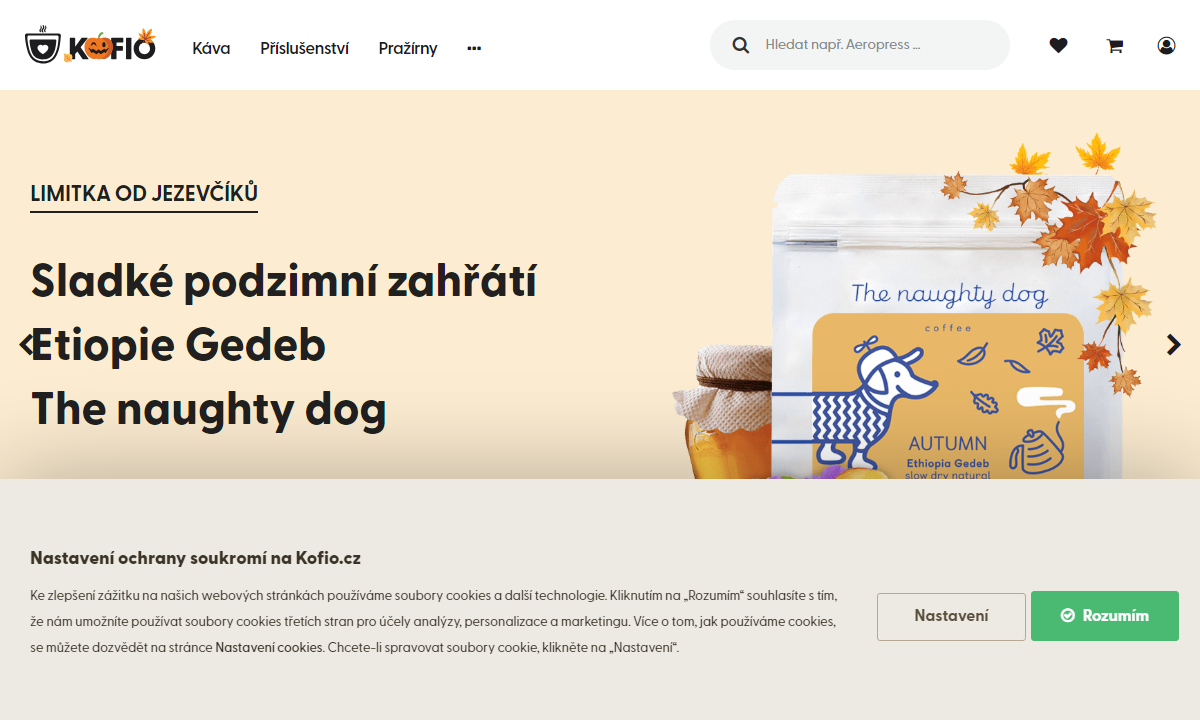 KOFIO
Káva
Příslušenství
Pražírny
Hledat např. Aeropress ...
LIMITKA OD JEZEVČÍKŮ
Sladké podzimní zahřátí
Etiopie Gedeb
The naughty dog
The naughty dog
coffee
AUTUMN
Ethiopia Gedeb
slow dry natural
Nastavení ochrany soukromí na Kofio.cz
Ke zlepšení zážitku na našich webových stránkách používáme soubory cookies a další technologie. Kliknutím na „Rozumím“ souhlasíte s tím,
že nám umožníte používat soubory cookies třetích stran pro účely analýzy, personalizace a marketingu. Více o tom, jak používáme cookies,
se můžete dozvědět na stránce Nastavení cookies. Chcete-li spravovat soubory cookie, klikněte na „Nastavení“.
Nastavení
Rozumím